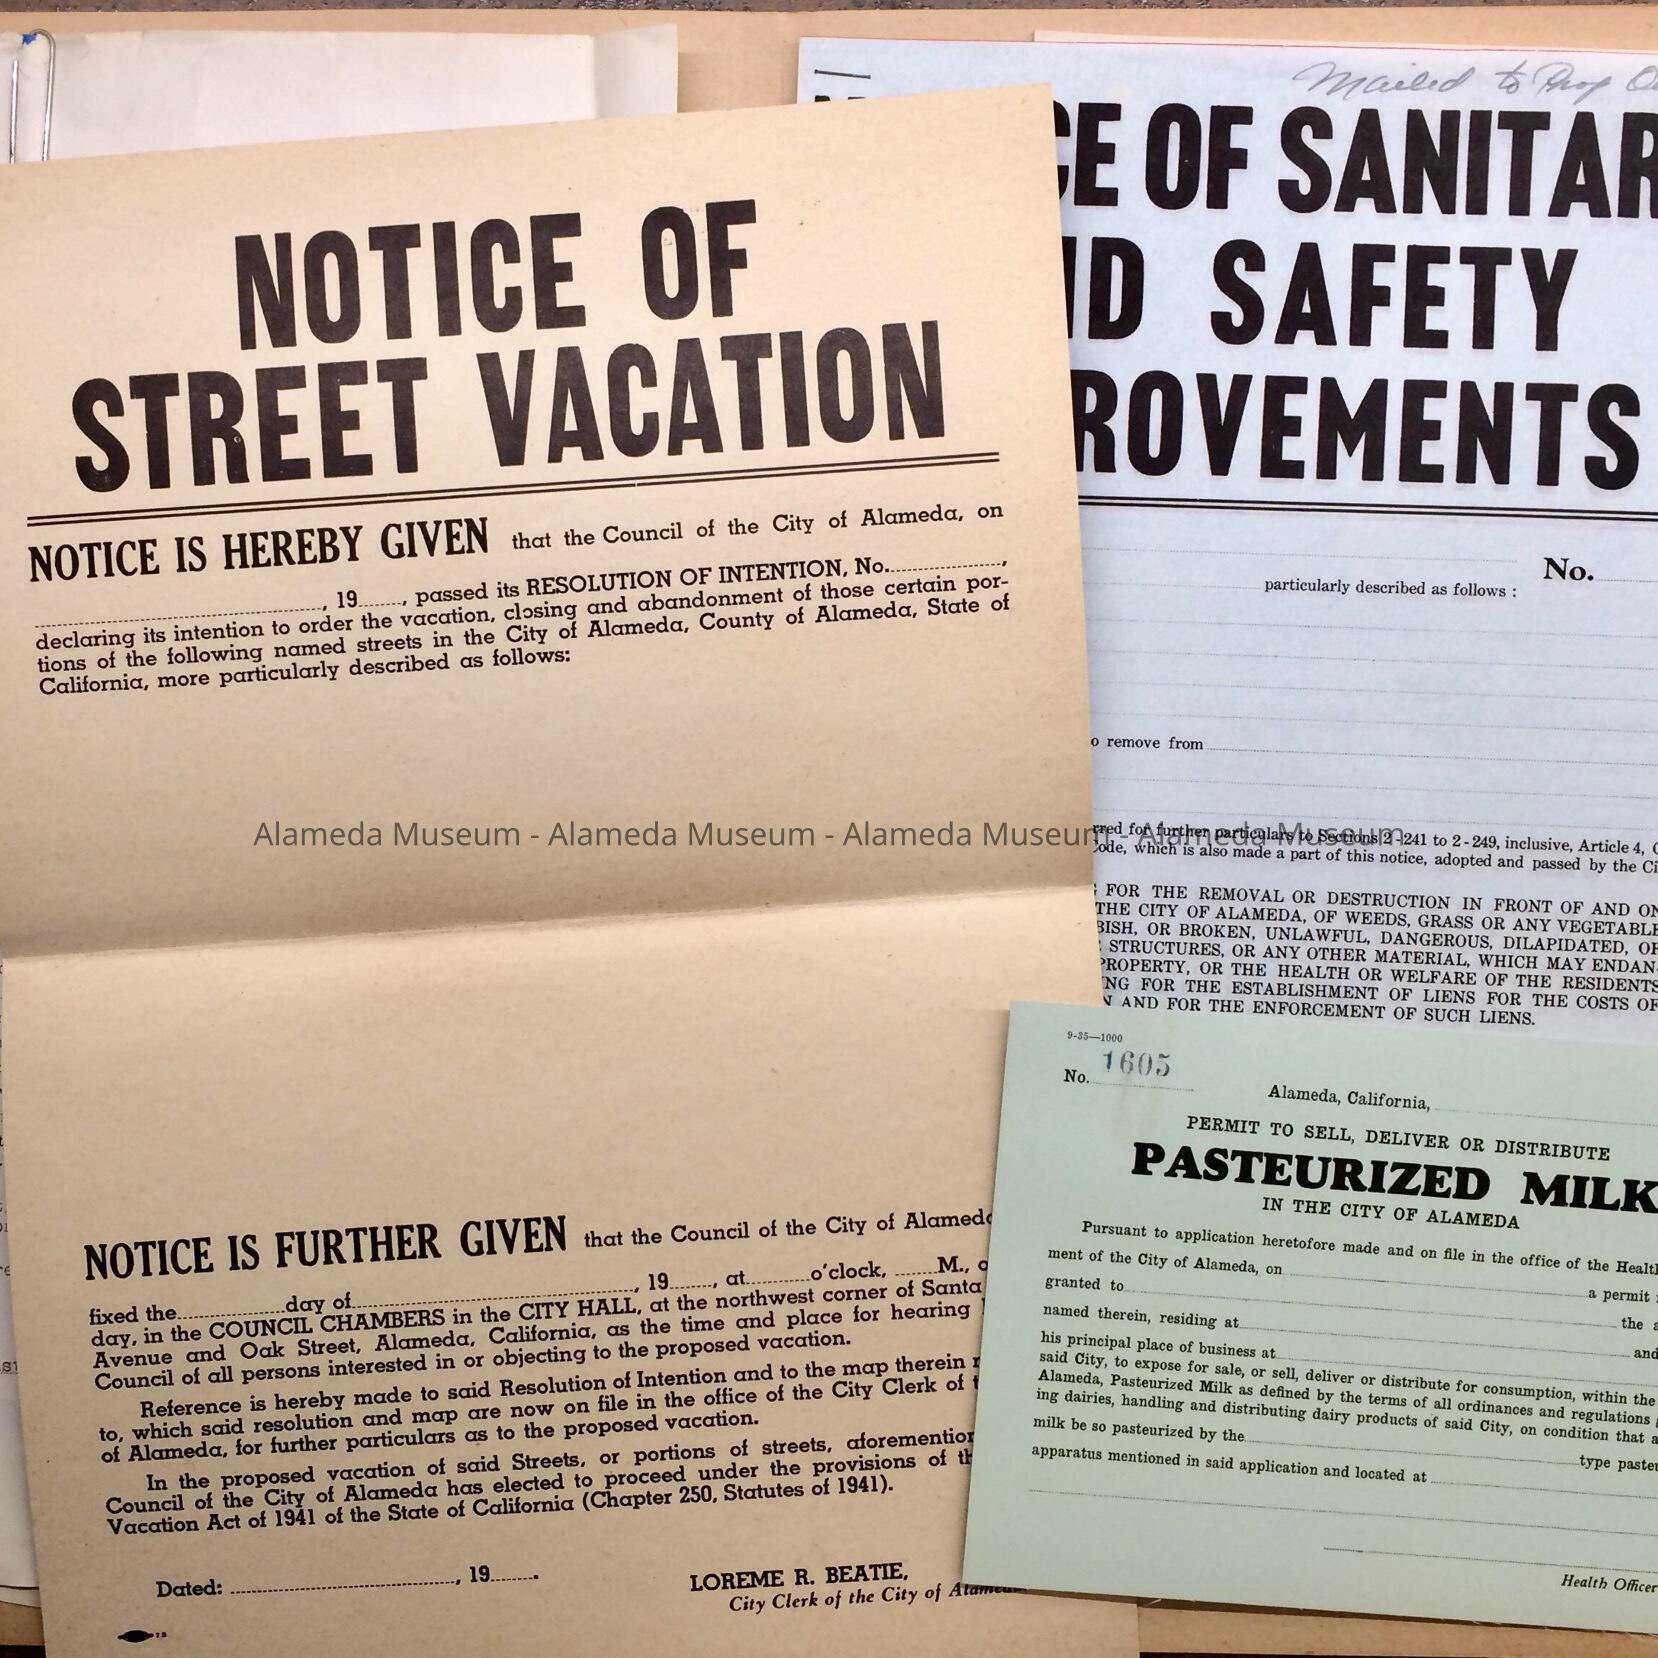 NOTICE OF
STREET VACATION
NOTICE IS HEREBY GIVEN that the Council of the City of Alameda, on
, 19, passed its RESOLUTION OF INTENTION, No.,
declaring its intention to order the vacation, closing and abandonment of those certain por-
tions of the following named streets in the City of Alameda, County of Alameda, State of
California, more particularly described as follows:
NOTICE IS FURTHER GIVEN that the Council of the City of Alameda
fixed the day of, 19, at o'clock, M.,
day, in the COUNCIL CHAMBERS in the CITY HALL, at the northwest corner of Santa
Avenue and Oak Street, Alameda, California, as the time and place for hearing
Council of all persons interested in or objecting to the proposed vacation.
Reference is hereby made to said Resolution of Intention and to the map therein
to, which said resolution and map are now on file in the office of the City Clerk of
of Alameda, for further particulars as to the proposed vacation.
In the proposed vacation of said Streets, or portions of streets, aforemention
Council of the City of Alameda has elected to proceed under the provisions of th
Vacation Act of 1941 of the State of California (Chapter 250, Statutes of 1941).
Dated: , 19.
LOREME R. BEATIE,
City Clerk of the City of Alameda
Mailed to Prop
CE OF SANITAR
ND SAFETY
ROVEMENTS
No.
particularly described as follows :
o remove from
rred for further particulars to Sections 2-241 to 2-249, inclusive, Article 4,
Code, which is also made a part of this notice, adopted and passed by the Ci
FOR THE REMOVAL OR DESTRUCTION IN FRONT OF AND ON
THE CITY OF ALAMEDA, OF WEEDS, GRASS OR ANY VEGETABLE
BISH, OR BROKEN, UNLAWFUL, DANGEROUS, DILAPIDATED, OR
STRUCTURES, OR ANY OTHER MATERIAL, WHICH MAY ENDAN-
PROPERTY, OR THE HEALTH OR WELFARE OF THE RESIDENTS
NG FOR THE ESTABLISHMENT OF LIENS FOR THE COSTS OF
N AND FOR THE ENFORCEMENT OF SUCH LIENS.
9-35—1000
No. 1605
Alameda, California,
PERMIT TO SELL, DELIVER OR DISTRIBUTE
PASTEURIZED MILK
IN THE CITY OF ALAMEDA
Pursuant to application heretofore made and on file in the office of the Health
ment of the City of Alameda, on
granted to a permit
named therein, residing at the
his principal place of business at and
said City, to expose for sale, or sell, deliver or distribute for consumption, within the
Alameda, Pasteurized Milk as defined by the terms of all ordinances and regulations
ing dairies, handling and distributing dairy products of said City, on condition that
milk be so pasteurized by the type pasteu
apparatus mentioned in said application and located at
Health Officer
Alameda Museum - Alameda Museum - Alameda Museum - Alameda Museum